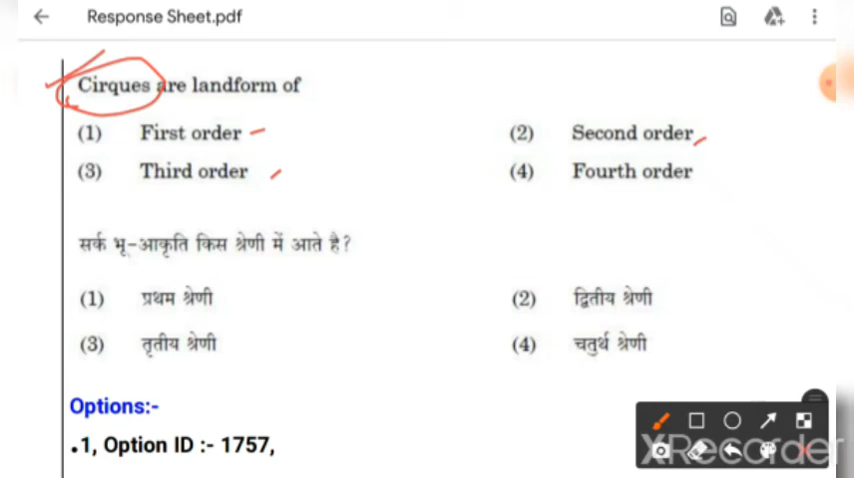 Response Sheet.pdf
Cirques are landform of
(1) First order
(2) Second order
(3) Third order
(4) Fourth order
सर्क भू-आकृति किस श्रेणी में आते है?
(1) प्रथम श्रेणी
(2) द्वितीय श्रेणी
(3) तृतीय श्रेणी
(4) चतुर्थ श्रेणी
Options:-
.1, Option ID :- 1757,
XRecorder